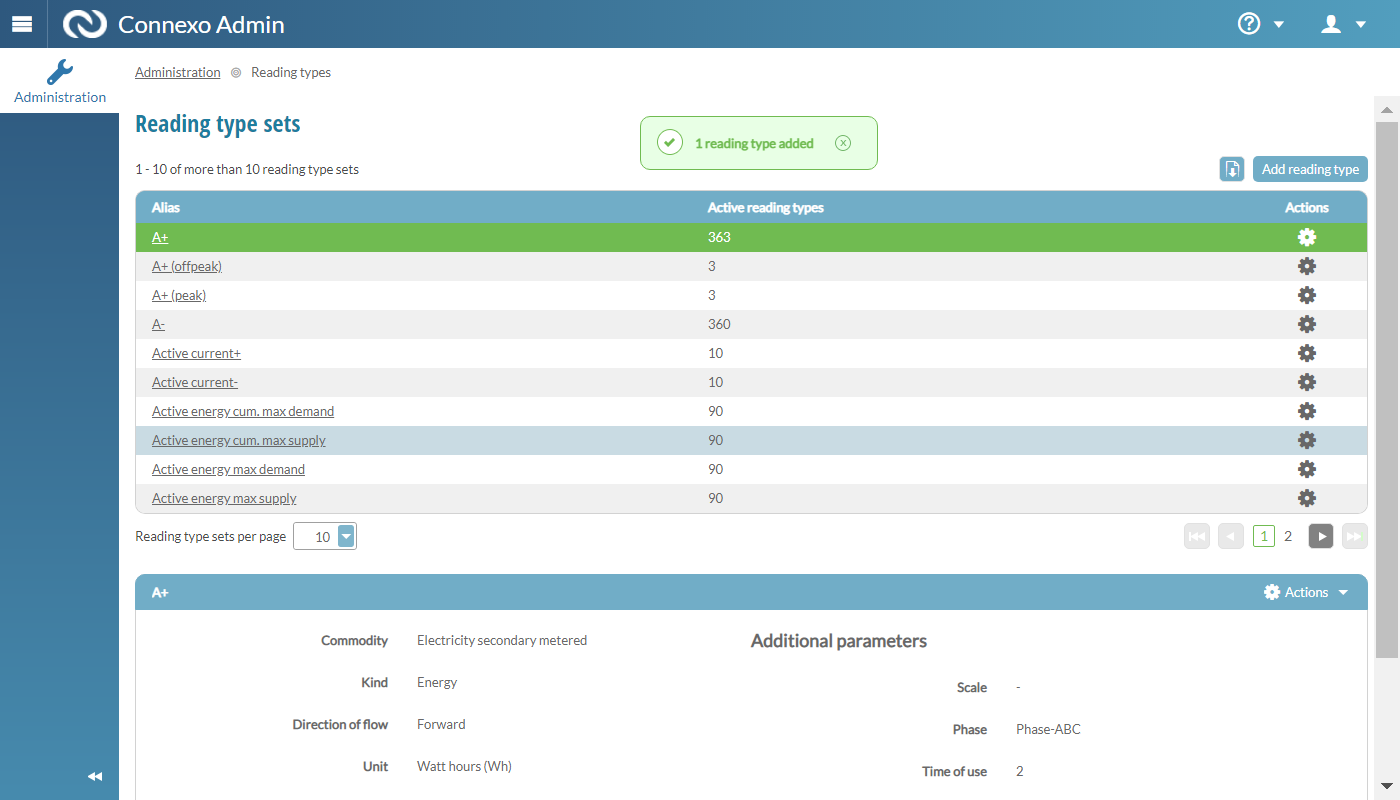 Connexo Admin
Administration
Administration Reading types
Reading type sets
1 reading type added
1 - 10 of more than 10 reading type sets
Add reading type
Alias Active reading types Actions
A+ 363
A+ (offpeak) 3
A+ (peak) 3
A- 360
Active current+ 10
Active current- 10
Active energy cum. max demand 90
Active energy cum. max supply 90
Active energy max demand 90
Active energy max supply 90
Reading type sets per page 10 1 2
A+ Actions
Commodity Electricity secondary metered
Kind Energy
Direction of flow Forward
Unit Watt hours (Wh)
Additional parameters
Scale -
Phase Phase-ABC
Time of use 2